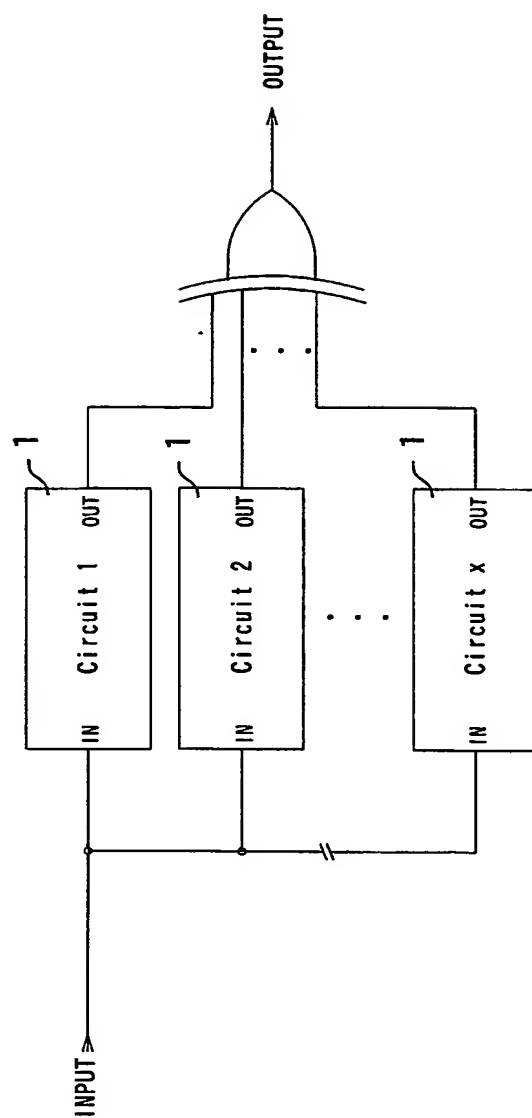 INPUT
IN
Circuit 1
OUT
1
IN
Circuit 2
OUT
1
IN
Circuit x
OUT
1
OUTPUT